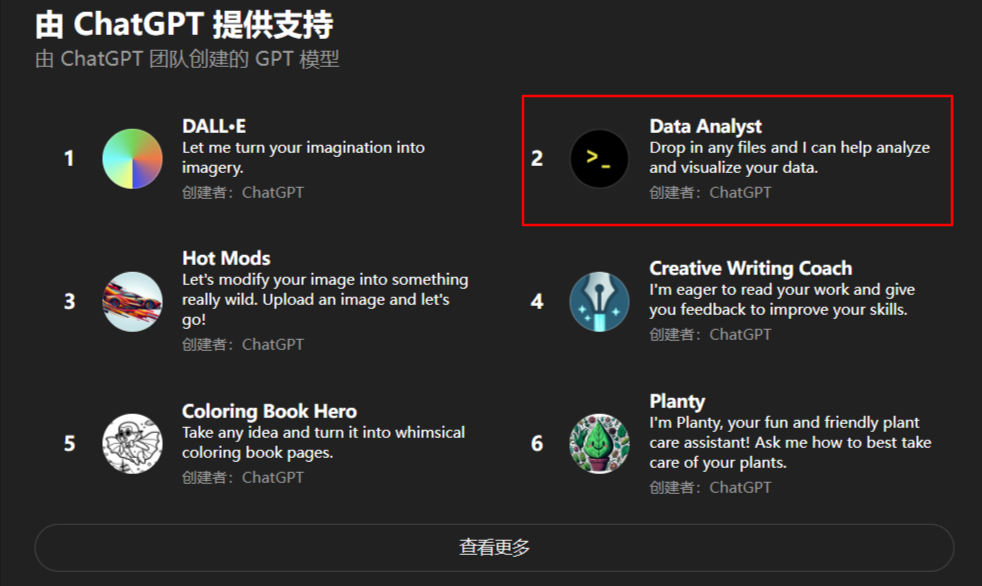 由 ChatGPT 提供支持
由 ChatGPT 团队创建的 GPT 模型
1
DALL•E
Let me turn your imagination into
imagery.
创建者：ChatGPT
2
>_
Data Analyst
Drop in any files and I can help analyze
and visualize your data.
创建者：ChatGPT
3
Hot Mods
Let's modify your image into something
really wild. Upload an image and let's
go!
创建者：ChatGPT
4
Creative Writing Coach
I'm eager to read your work and give
you feedback to improve your skills.
创建者：ChatGPT
5
Coloring Book Hero
Take any idea and turn it into whimsical
coloring book pages.
创建者：ChatGPT
6
Planty
I'm Planty, your fun and friendly plant
care assistant! Ask me how to best take
care of your plants.
创建者：ChatGPT
查看更多